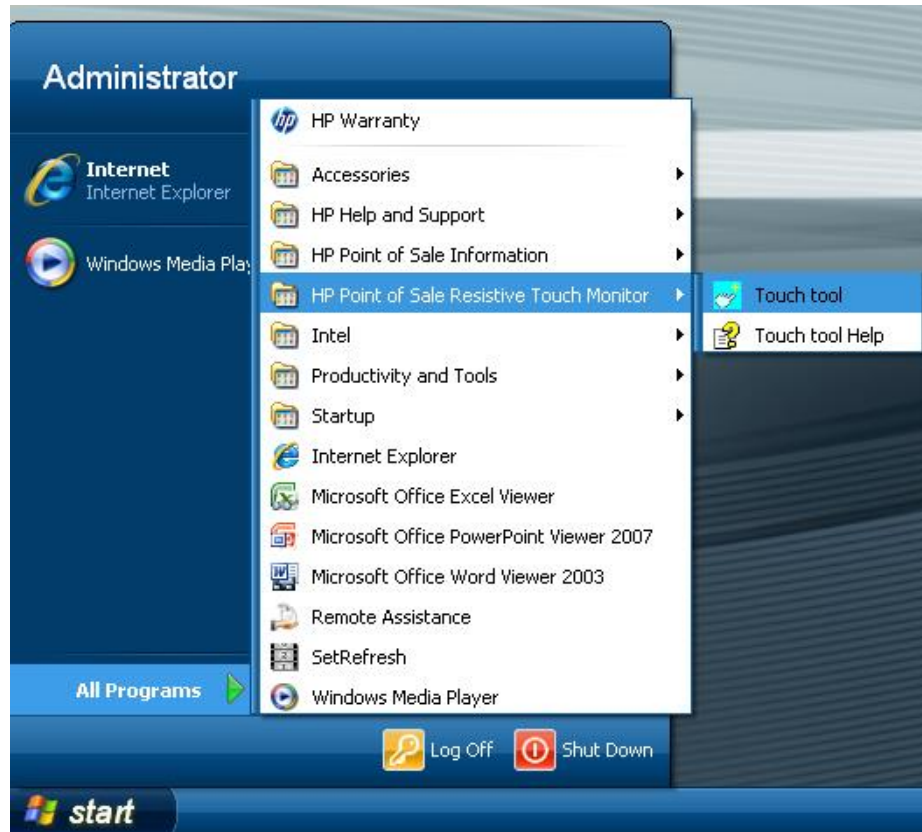 Administrator
Internet
Internet Explorer
Windows Media Play
hp HP Warranty
Accessories
HP Help and Support
HP Point of Sale Information
HP Point of Sale Resistive Touch Monitor
Intel
Productivity and Tools
Startup
Internet Explorer
Microsoft Office Excel Viewer
Microsoft Office PowerPoint Viewer 2007
Microsoft Office Word Viewer 2003
Remote Assistance
SetRefresh
Windows Media Player
Touch tool
Touch tool Help
All Programs
Log Off
Shut Down
start